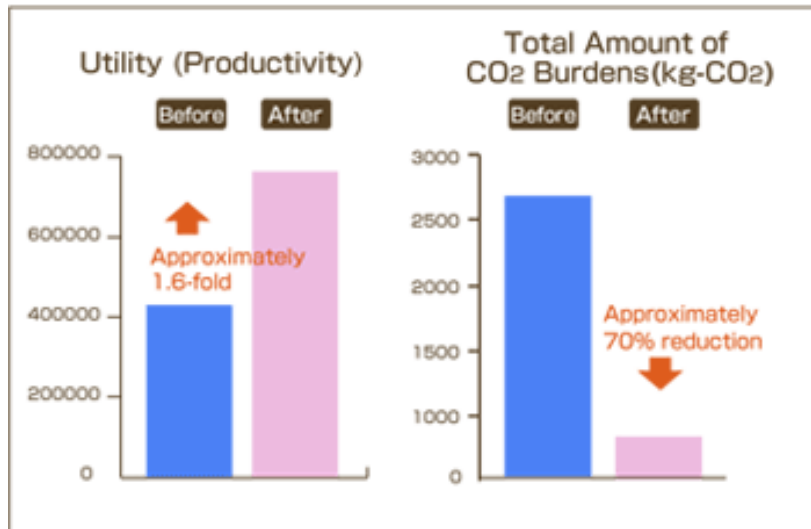 Utility (Productivity)
Before After
800000
600000
400000
200000
0
Approximately
1.6-fold
Total Amount of
CO2 Burdens(kg-CO2)
Before After
3000
2500
2000
1500
1000
0
Approximately
70% reduction